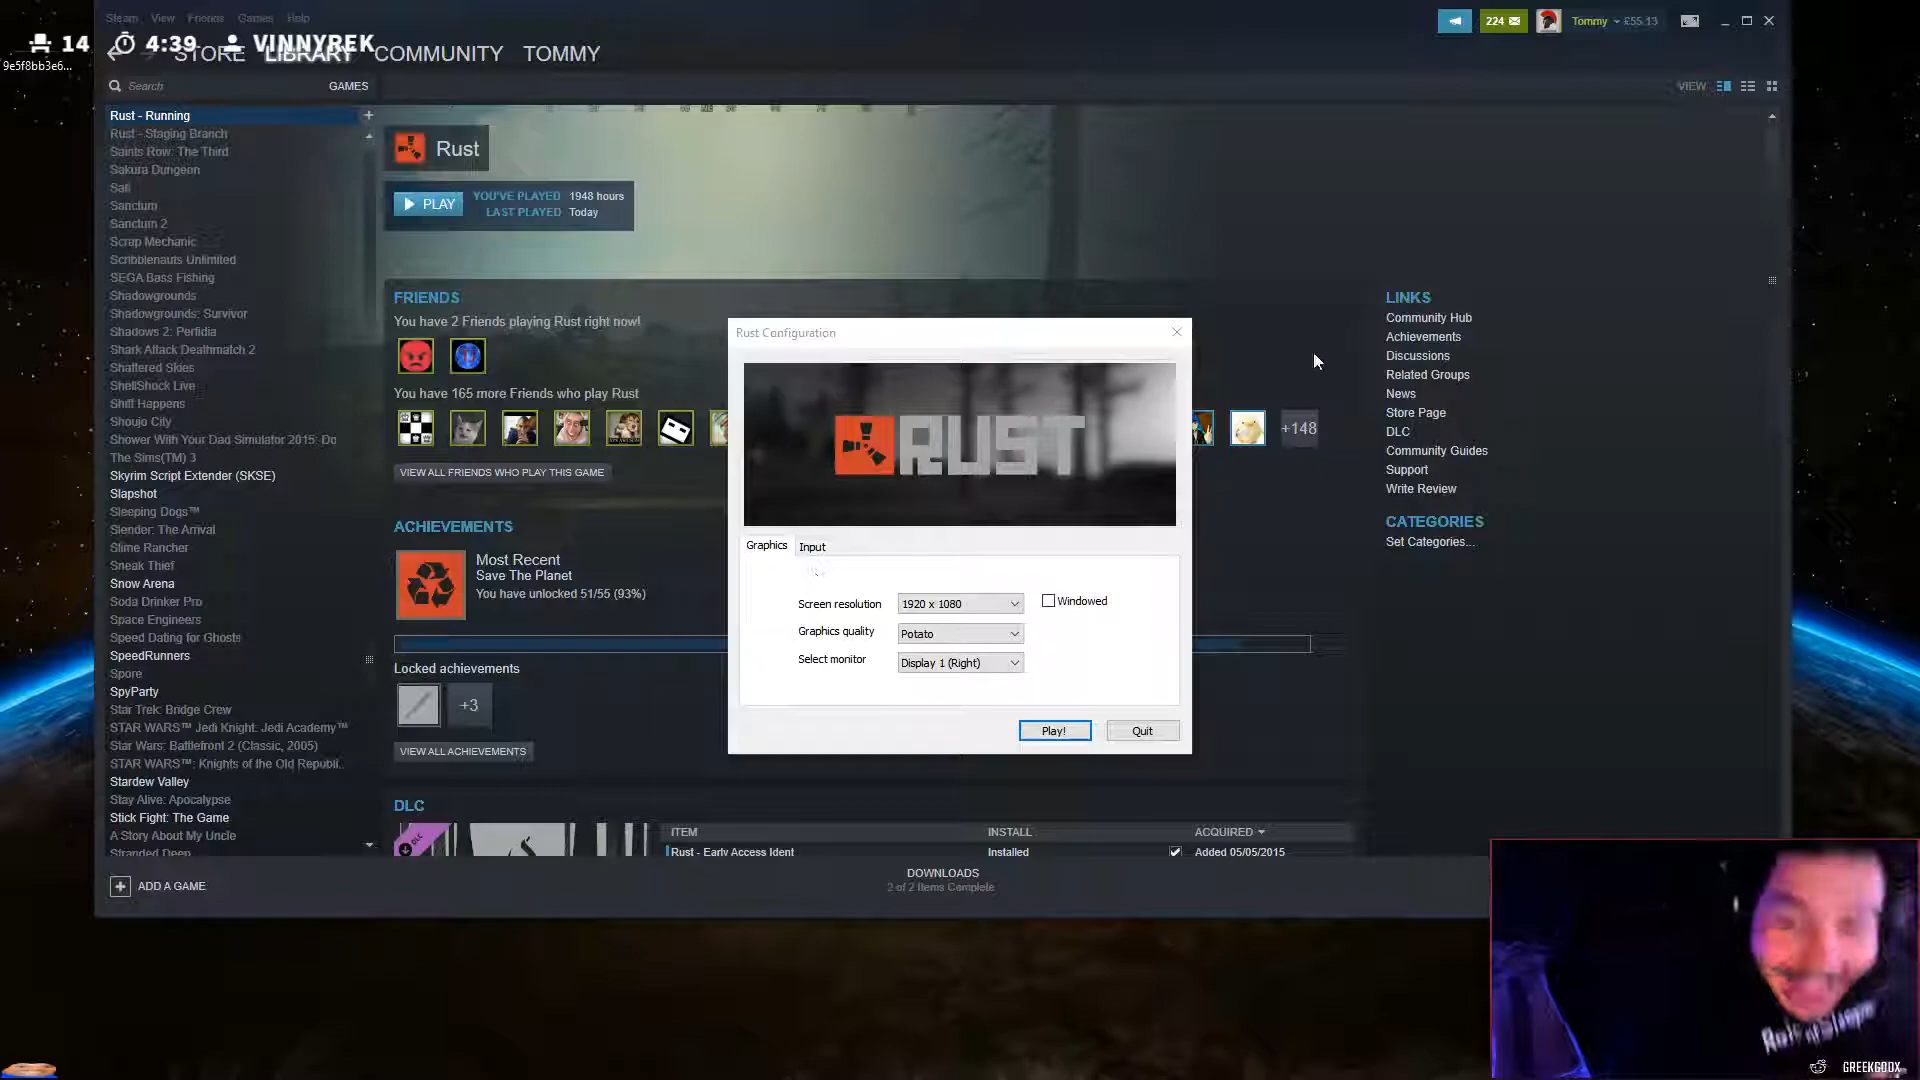 Steam View Friends Games Help
224
Tommy £55.13
14 4:39 VINNYREK
9e5f8bb3e6...
STORE LIBRARY COMMUNITY TOMMY
Search GAMES
VIEW
Rust - Running
Rust - Staging Branch
Saints Row: The Third
Sakura Dungeon
Sali
Sanctum
Sanctum 2
Scrap Mechanic
Scribblenauts Unlimited
SEGA Bass Fishing
Shadowgrounds
Shadowgrounds: Survivor
Shadows 2: Perfidia
Shark Attack Deathmatch 2
Shattered Skies
ShellShock Live
Shift Happens
Shoujo City
Shower With Your Dad Simulator 2015: Do
The Sims(TM) 3
Skyrim Script Extender (SKSE)
Slapshot
Sleeping Dogs™
Slender: The Arrival
Slime Rancher
Sneak Thief
Snow Arena
Soda Drinker Pro
Space Engineers
Speed Dating for Ghosts
SpeedRunners
Spore
SpyParty
Star Trek: Bridge Crew
STAR WARS™ Jedi Knight: Jedi Academy™
Star Wars: Battlefront 2 (Classic, 2005)
STAR WARS™: Knights of the Old Republi..
Stardew Valley
Stay Alive: Apocalypse
Stick Fight: The Game
A Story About My Uncle
Stranded Deep
ADD A GAME
Rust
PLAY
YOU'VE PLAYED 1948 hours
LAST PLAYED Today
FRIENDS
You have 2 Friends playing Rust right now!
You have 165 more Friends who play Rust
+148
VIEW ALL FRIENDS WHO PLAY THIS GAME
ACHIEVEMENTS
Most Recent
Save The Planet
You have unlocked 51/55 (93%)
Locked achievements
+3
VIEW ALL ACHIEVEMENTS
DLC
DLC
ITEM INSTALL ACQUIRED
Rust - Early Access Ident Installed Added 05/05/2015
DOWNLOADS
2 of 2 Items Complete
Rust Configuration
RUST
Graphics Input
Screen resolution 1920 x 1080 Windowed
Graphics quality Potato
Select monitor Display 1 (Right)
Play! Quit
LINKS
Community Hub
Achievements
Discussions
Related Groups
News
Store Page
DLC
Community Guides
Support
Write Review
CATEGORIES
Set Categories...
GREEKGODX